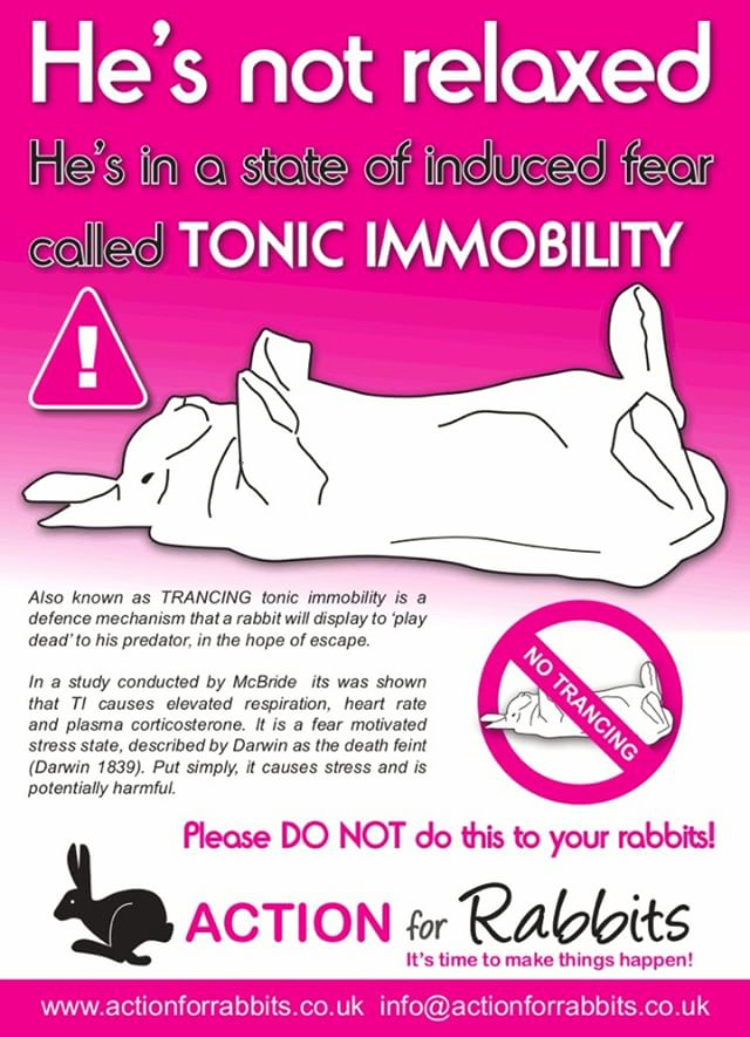 He's not relaxed
He's in a state of induced fear
called TONIC IMMOBILITY
!
Also known as TRANCING tonic immobility is a
defence mechanism that a rabbit will display to 'play
dead' to his predator, in the hope of escape.
In a study conducted by McBride its was shown
that TI causes elevated respiration, heart rate
and plasma corticosterone. It is a fear motivated
stress state, described by Darwin as the death feint
(Darwin 1839). Put simply, it causes stress and is
potentially harmful.
NO TRANCING
Please DO NOT do this to your rabbits!
ACTION for Rabbits
It's time to make things happen!
www.actionforrabbits.co.uk info@actionforrabbits.co.uk